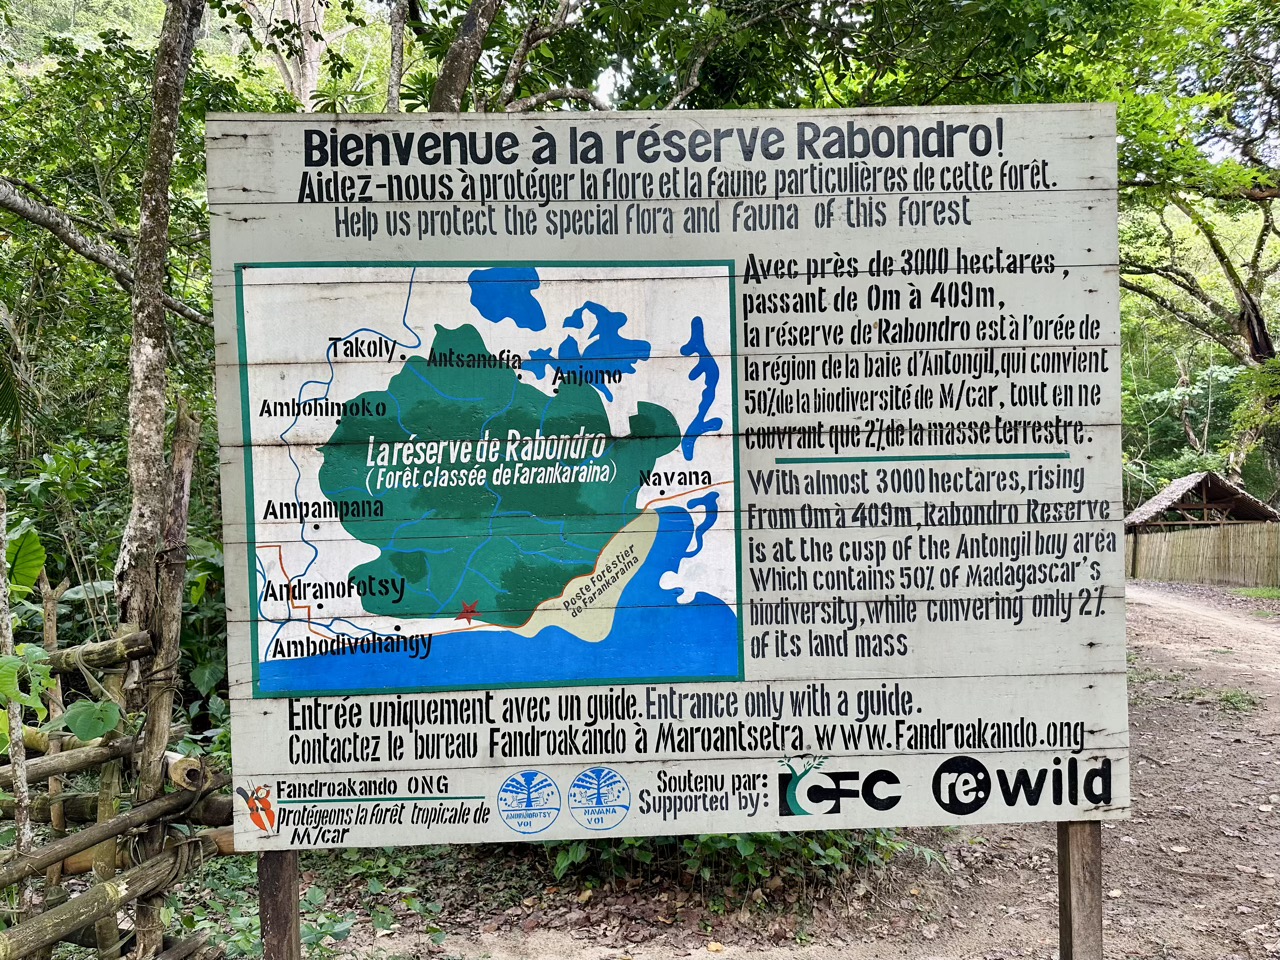 Bienvenue à la réserve Rabondro!
Aidez-nous à protéger la flore et la faune particulières de cette forêt.
Help us protect the special flora and fauna of this forest
Avec près de 3000 hectares,
passant de 0m à 409m,
la réserve de Rabondro est à l'orée de
la région de la baie d'Antongil, qui convient
50% de la biodiversité de M/car, tout en ne
couvrant que 2% de la masse terrestre.
With almost 3000 hectares, rising
From 0m à 409m, Rabondro Reserve
is at the cusp of the Antongil bay area
Which contains 50% of Madagascar's
biodiversity, while convering only 2%
of its land mass
Takoly
Antsanofia
Anjomo
Ambohimoko
La réserve de Rabondro
(Forêt classée de Farankaraina)
Navana
Ampampana
Poste Foréstier
de Farankaraina
Andranofotsy
Ambodivohangy
Entrée uniquement avec un guide. Entrance only with a guide.
Contactez le bureau Fandroakando à Maroantsetra. www.Fandroakando.ong
Fandroakando ONG
protégeons la forêt tropicale de
M/car
ANDRANOFOTSY
VOI
NAVANA
VOI
Soutenu par:
Supported by:
CFC
re:wild